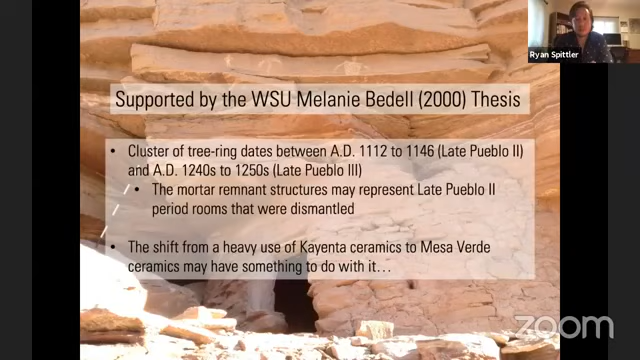 Ryan Spittler
Supported by the WSU Melanie Bedell (2000) Thesis
• Cluster of tree-ring dates between A.D. 1112 to 1146 (Late Pueblo II)
and A.D. 1240s to 1250s (Late Pueblo III)
• The mortar remnant structures may represent Late Pueblo II
period rooms that were dismantled
• The shift from a heavy use of Kayenta ceramics to Mesa Verde
ceramics may have something to do with it…
zoom